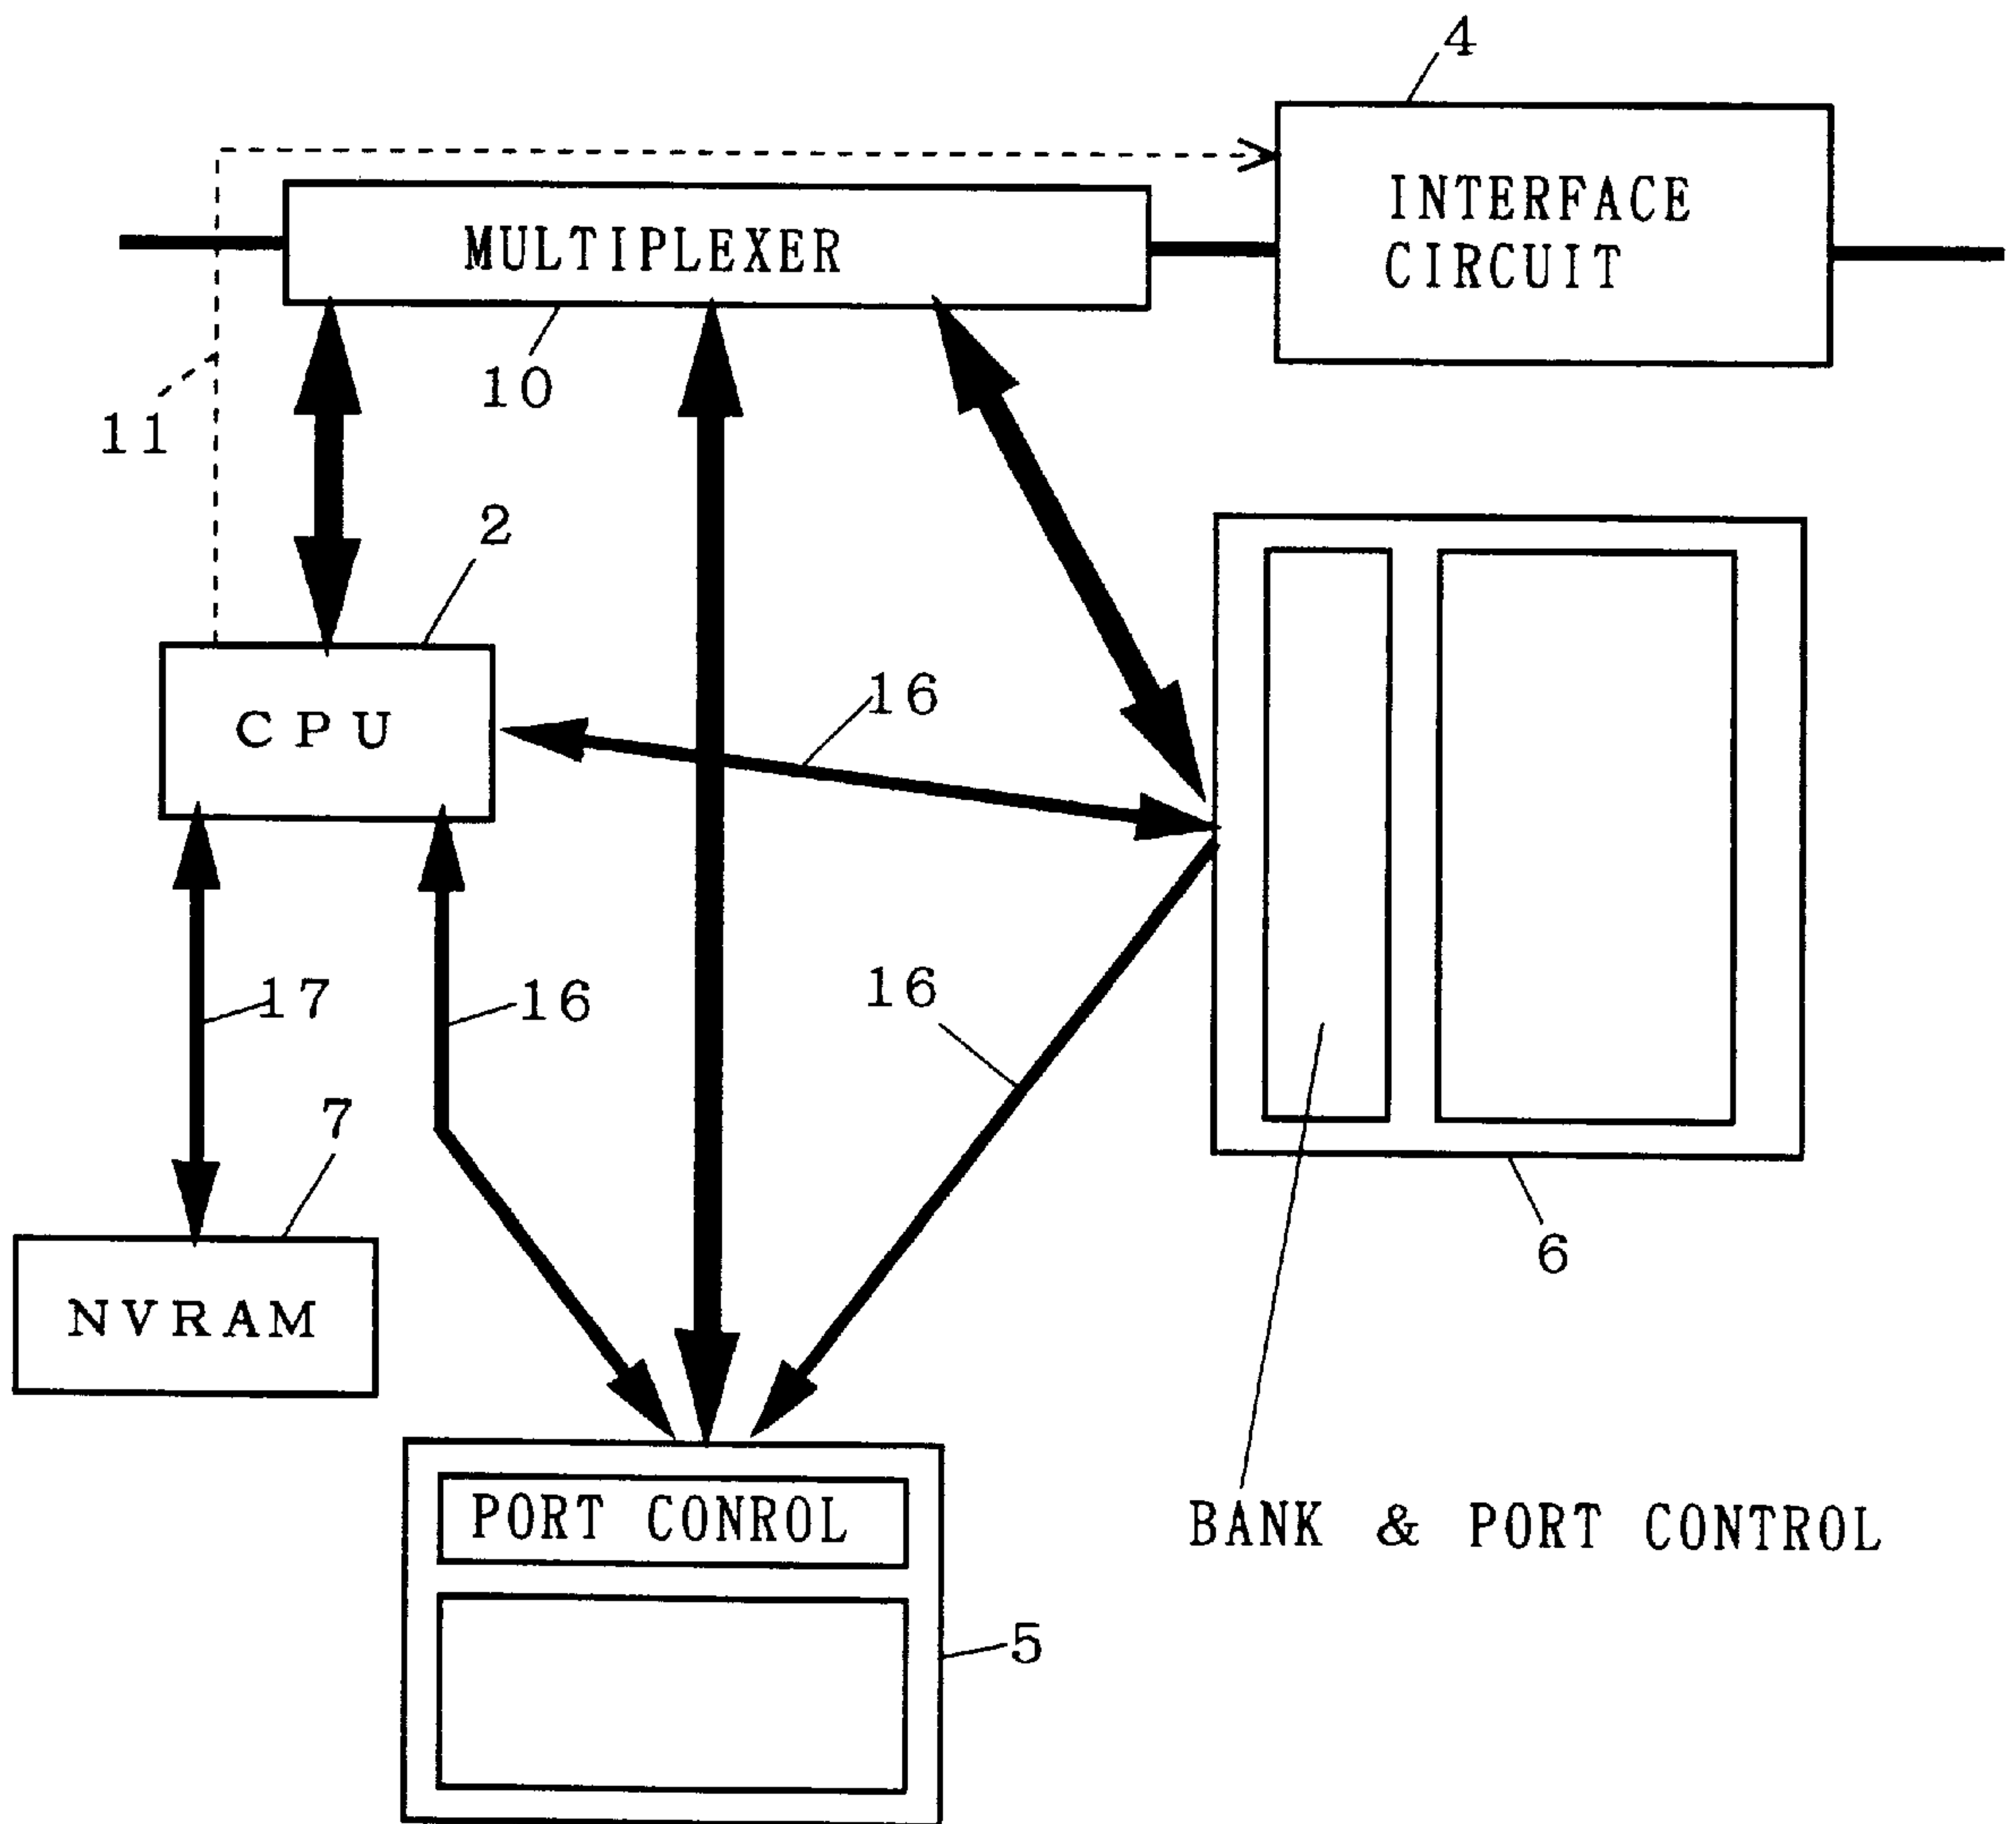 4
INTERFACE
CIRCUIT
MULTIPLEXER
10
11
2
CPU
16
17
16
16
7
6
NVRAM
PORT CONROL
BANK & PORT CONTROL
5